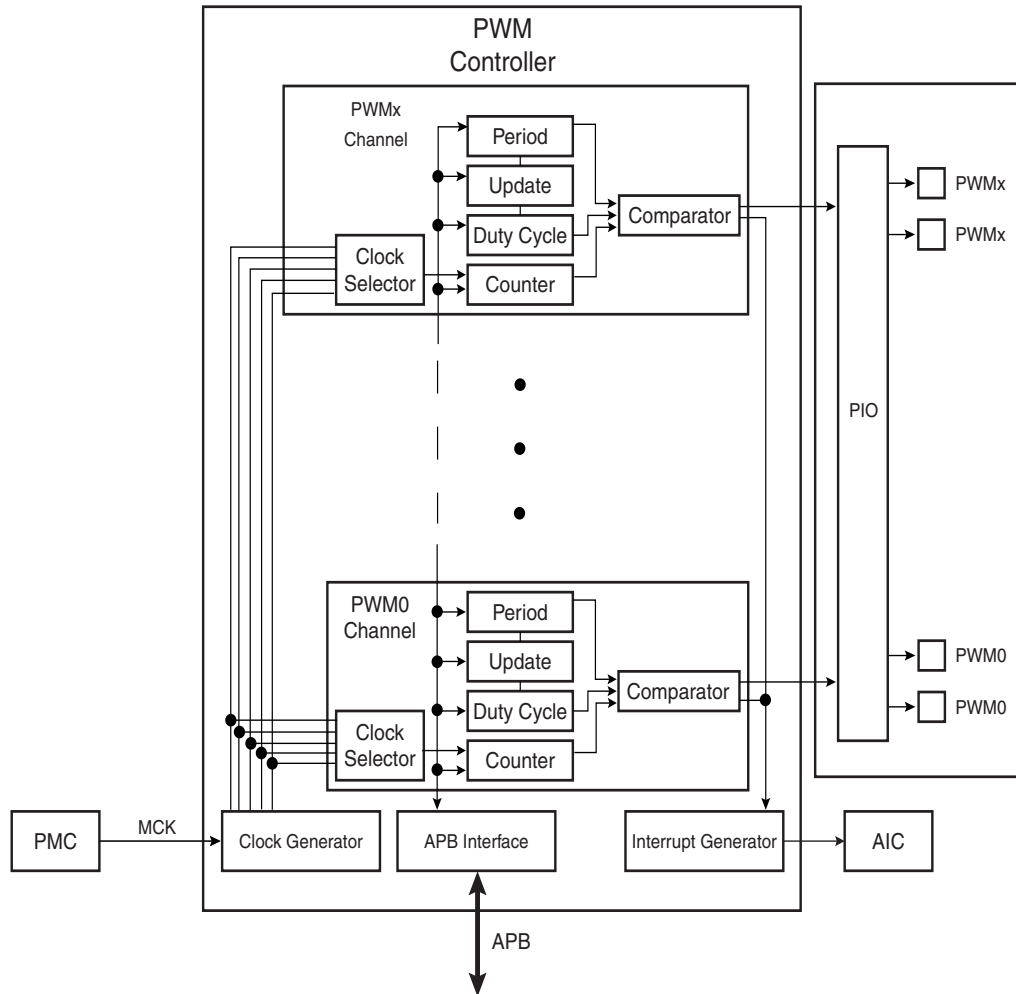 PWM
Controller
PWMx
Channel
Period
Update
Duty Cycle
Counter
Clock
Selector
Comparator
PIO
PWMx
PWMx
PWM0
Channel
Period
Update
Duty Cycle
Counter
Clock
Selector
Comparator
PWM0
PWM0
PMC
MCK
Clock Generator
APB Interface
Interrupt Generator
AIC
APB